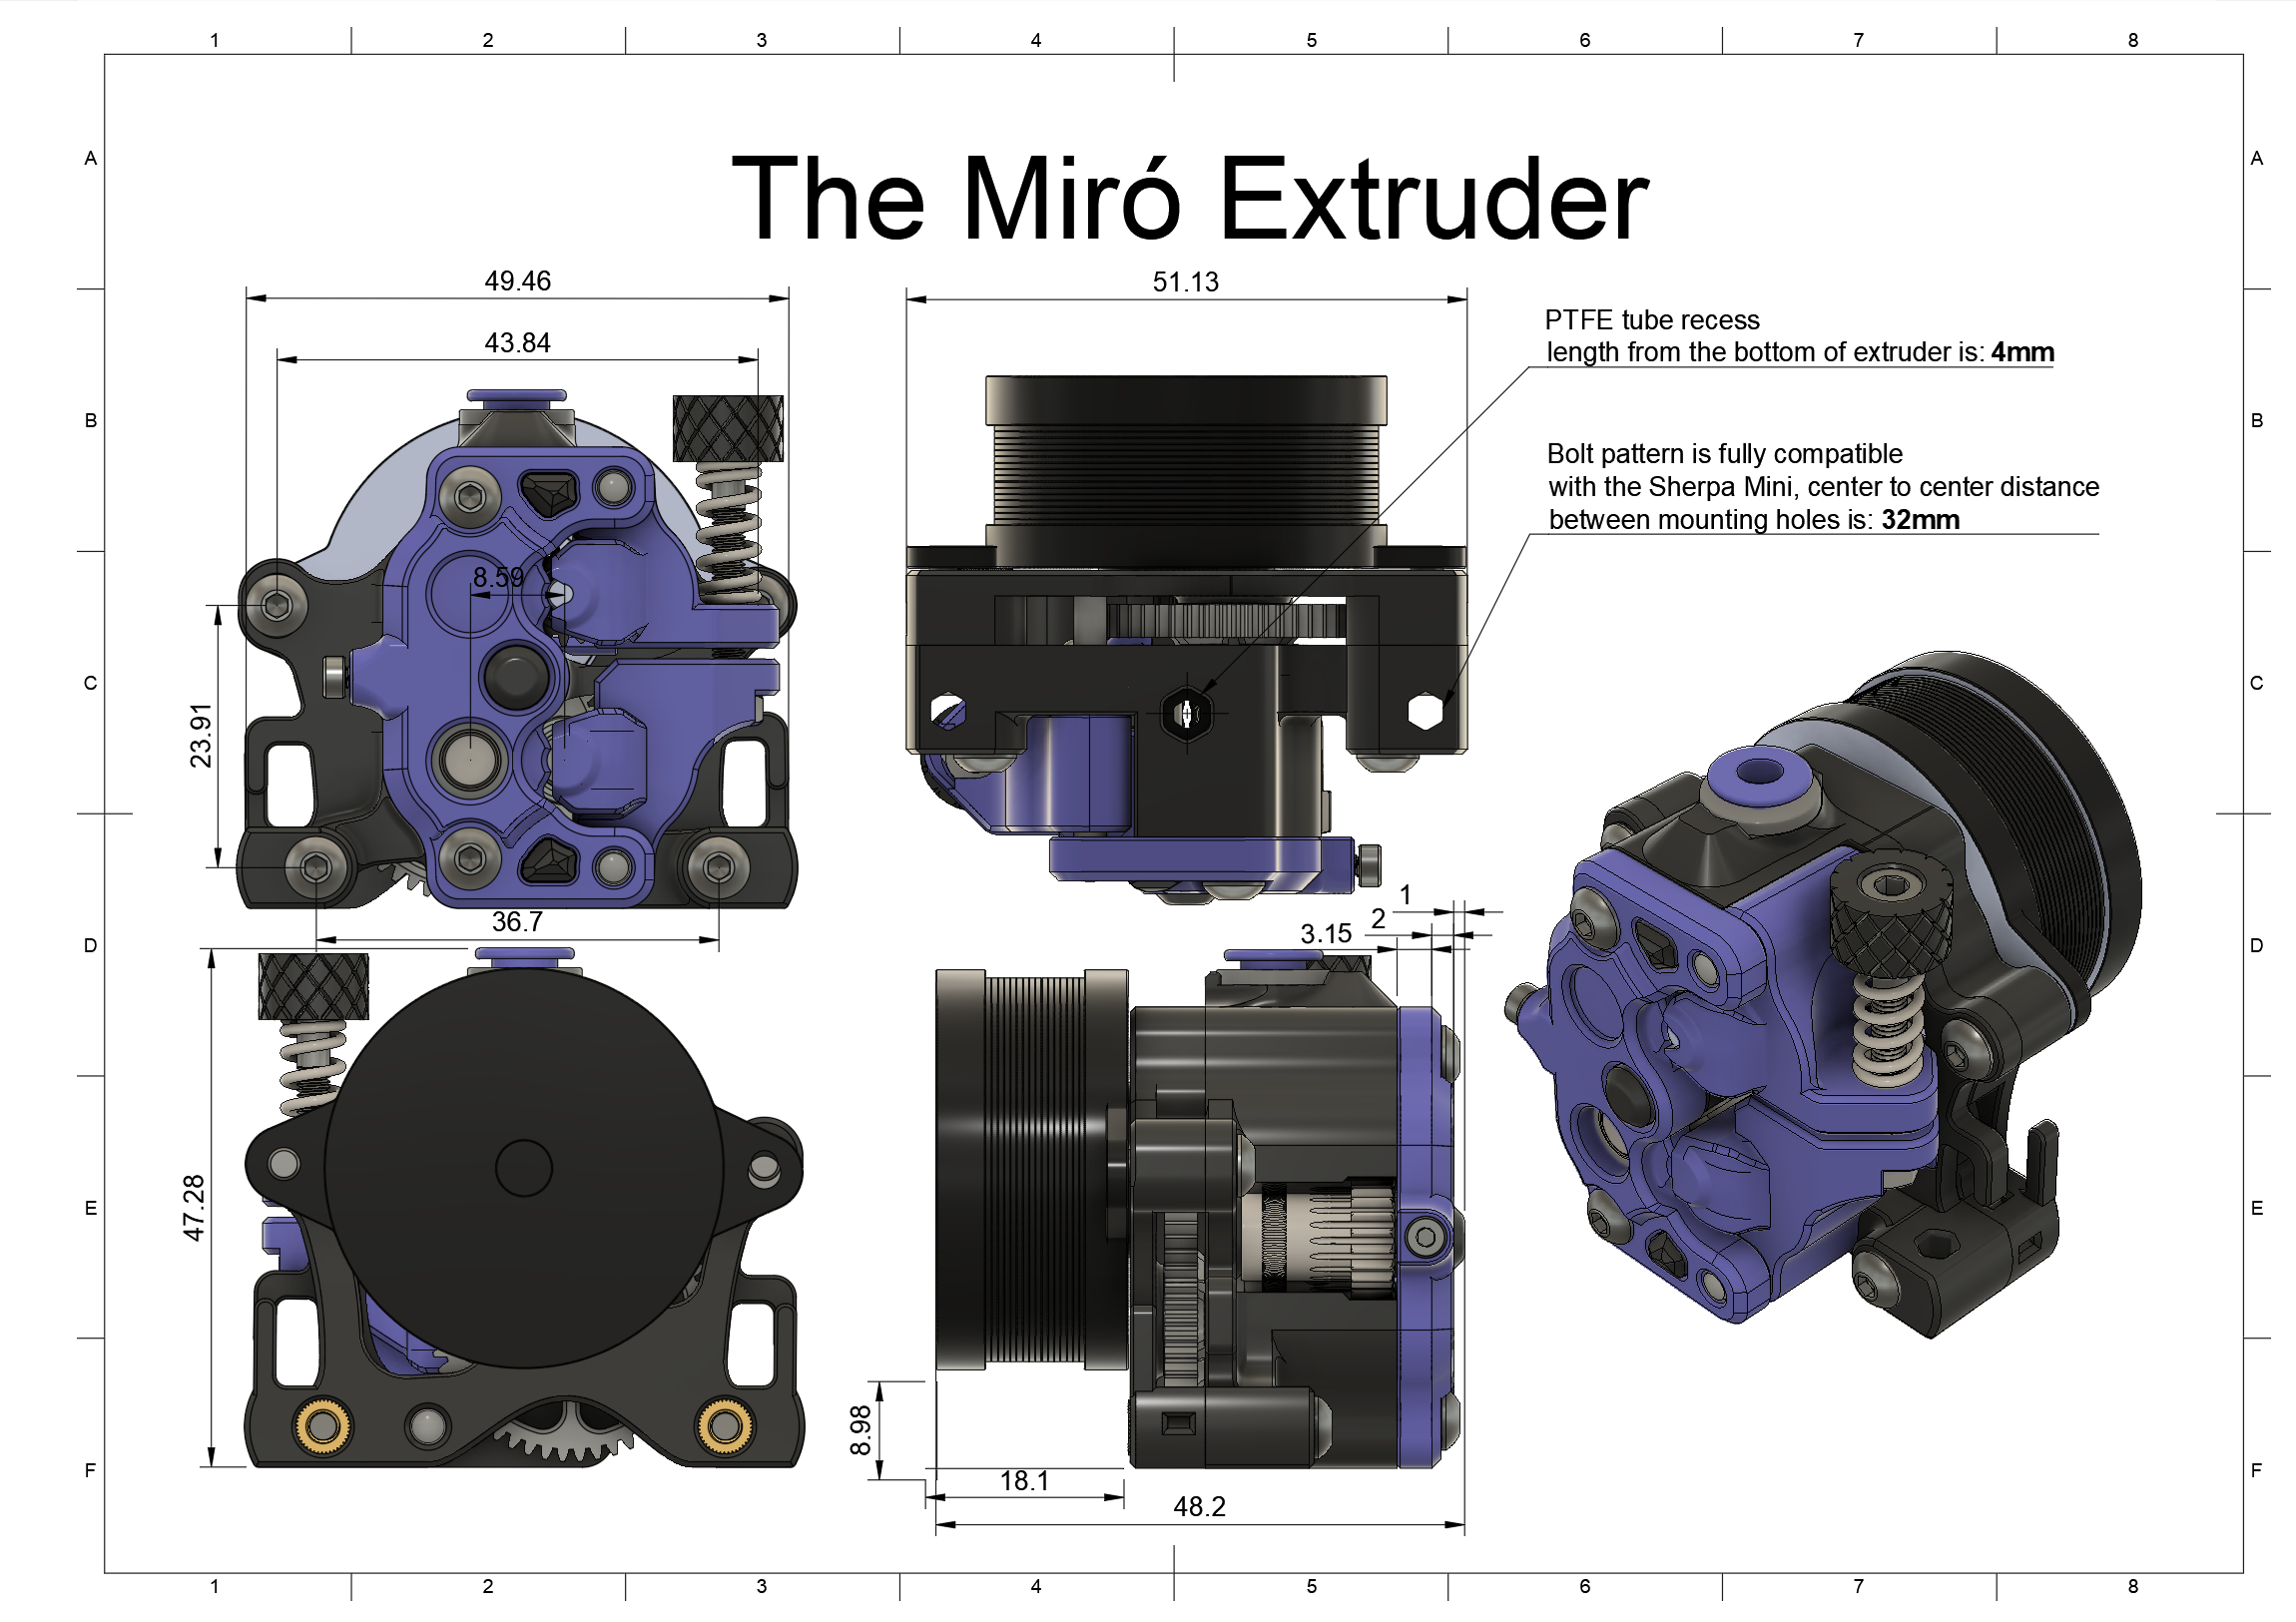 1 2 3 4 5 6 7 8
A A
The Miró Extruder
49.46
51.13
43.84
PTFE tube recess
length from the bottom of extruder is: 4mm
B B
Bolt pattern is fully compatible
with the Sherpa Mini, center to center distance
between mounting holes is: 32mm
8.59
C C
23.91
1
2
36.7
3.15
D D
47.28
E E
8.98
F F
18.1
48.2
1 2 3 4 5 6 7 8